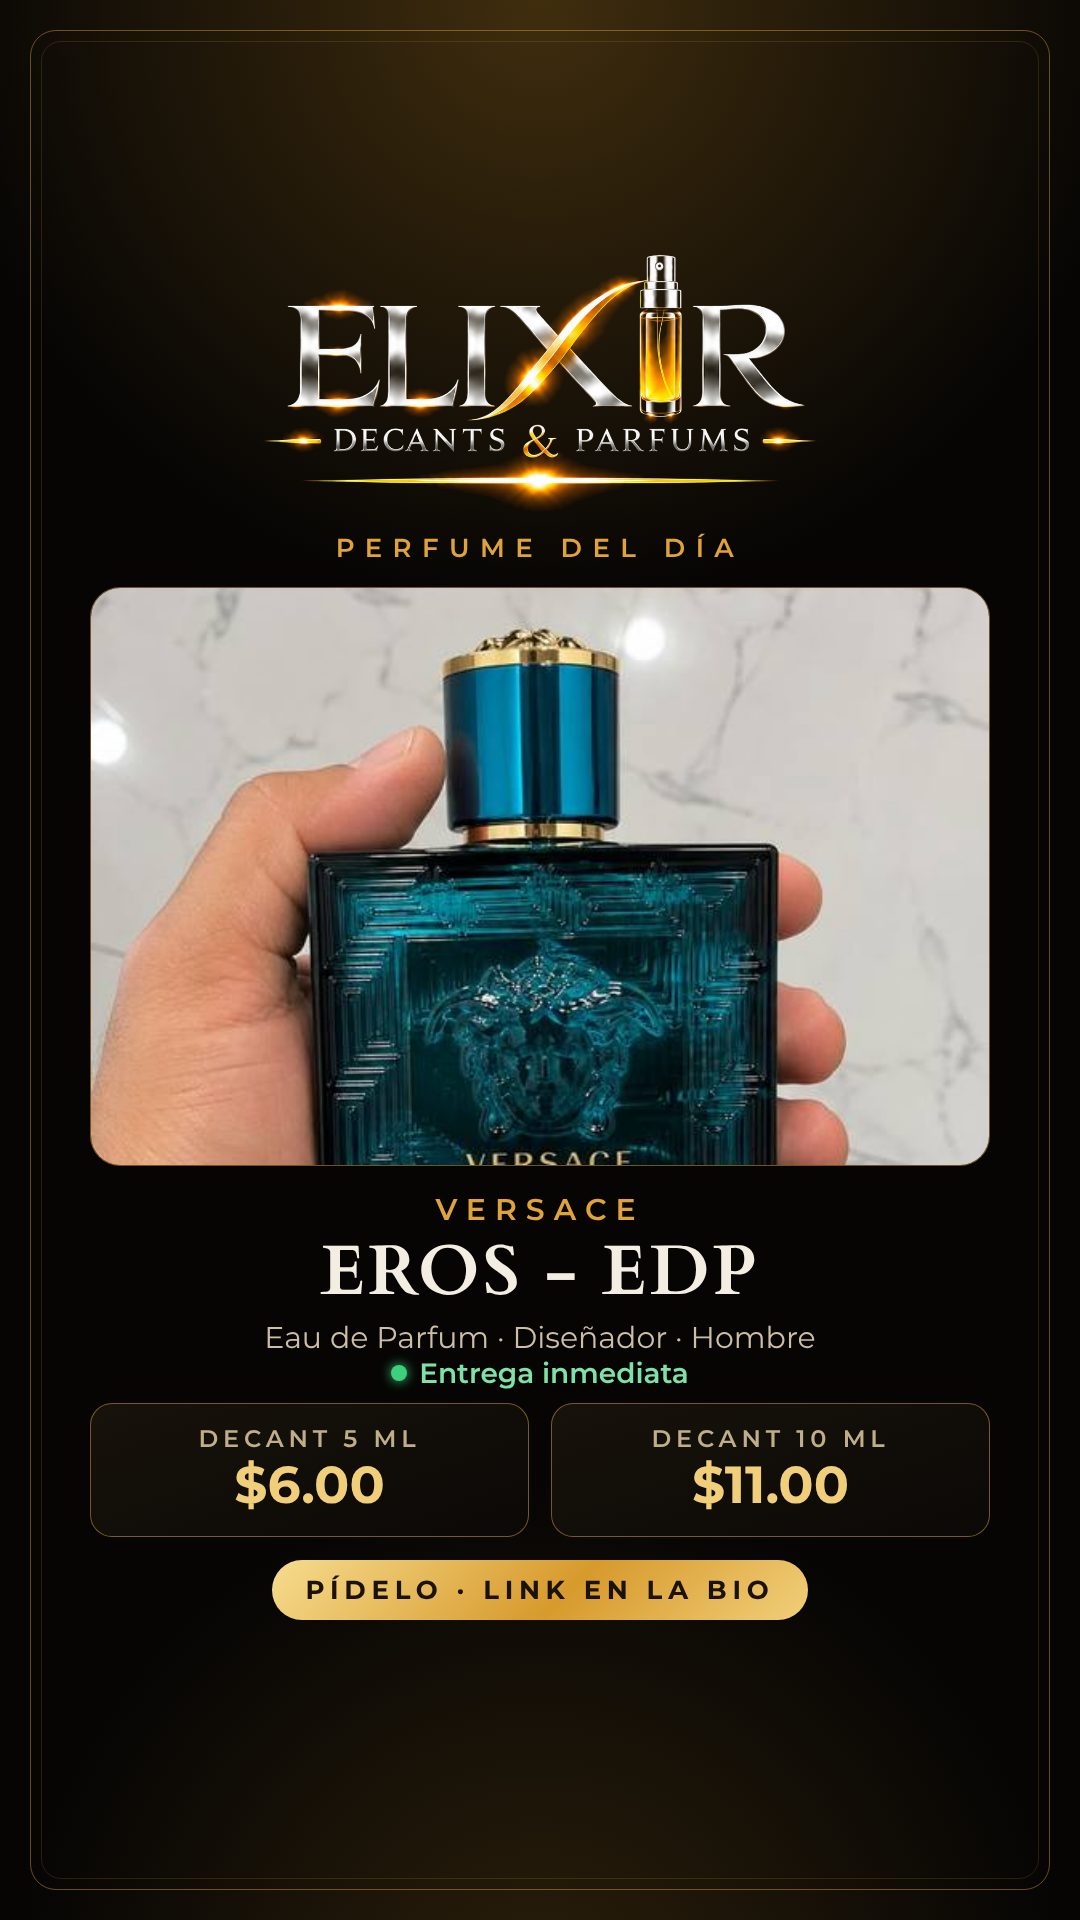 ELIXIR
DECANTS & PARFUMS
PERFUME DEL DÍA
VERSACE
VERSACE
EROS – EDP
Eau de Parfum · Diseñador · Hombre
Entrega inmediata
DECANT 5 ML
$6.00
DECANT 10 ML
$11.00
PÍDELO · LINK EN LA BIO